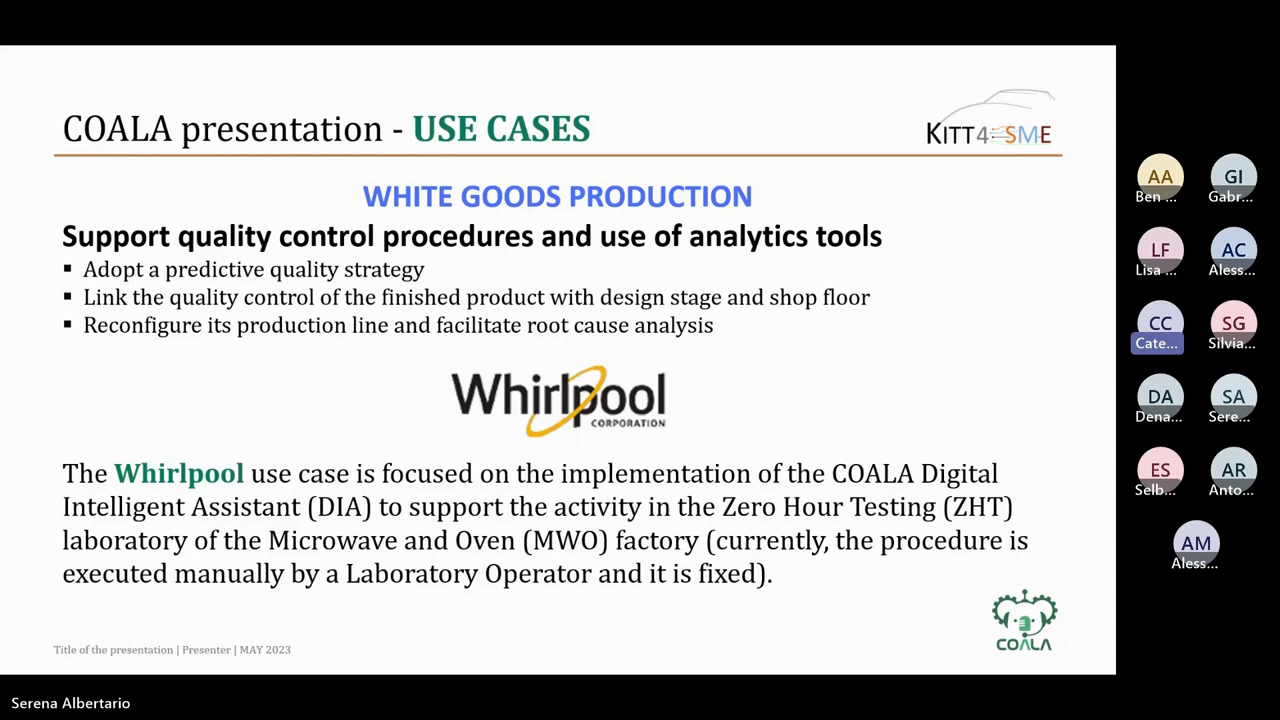 COALA presentation - USE CASES
KITT4SME
WHITE GOODS PRODUCTION
Support quality control procedures and use of analytics tools
▪ Adopt a predictive quality strategy
▪ Link the quality control of the finished product with design stage and shop floor
▪ Reconfigure its production line and facilitate root cause analysis
Whirlpool
CORPORATION
The Whirlpool use case is focused on the implementation of the COALA Digital
Intelligent Assistant (DIA) to support the activity in the Zero Hour Testing (ZHT)
laboratory of the Microwave and Oven (MWO) factory (currently, the procedure is
executed manually by a Laboratory Operator and it is fixed).
COALA
Title of the presentation | Presenter | MAY 2023
AA GI
Ben ... Gabr...
LF AC
Lisa ... Aless...
CC SG
Cate... Silvia...
DA SA
Dena... Sere...
ES AR
Selb... Anto...
AM
Aless...
Serena Albertario